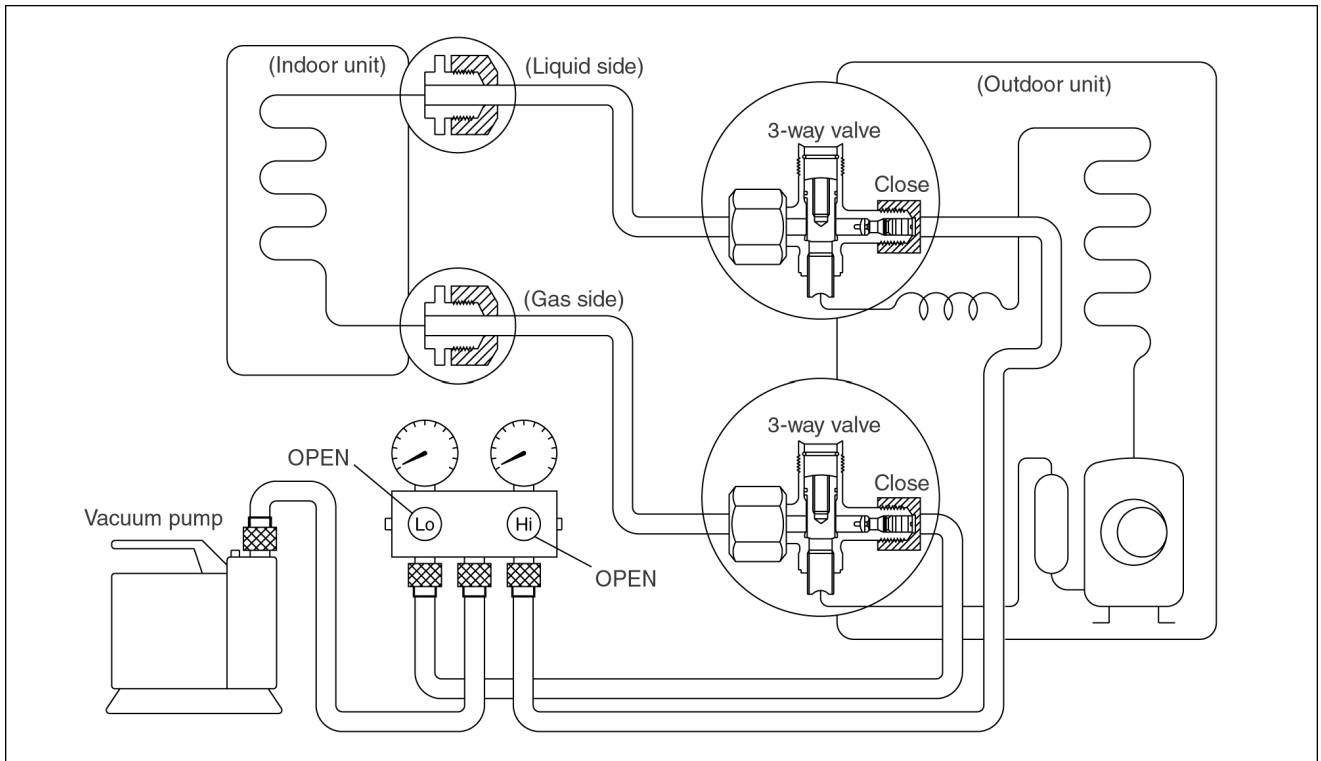 (Indoor unit)
(Liquid side)
(Outdoor unit)
3-way valve
Close
(Gas side)
3-way valve
Close
OPEN
Lo
Hi
Vacuum pump
OPEN